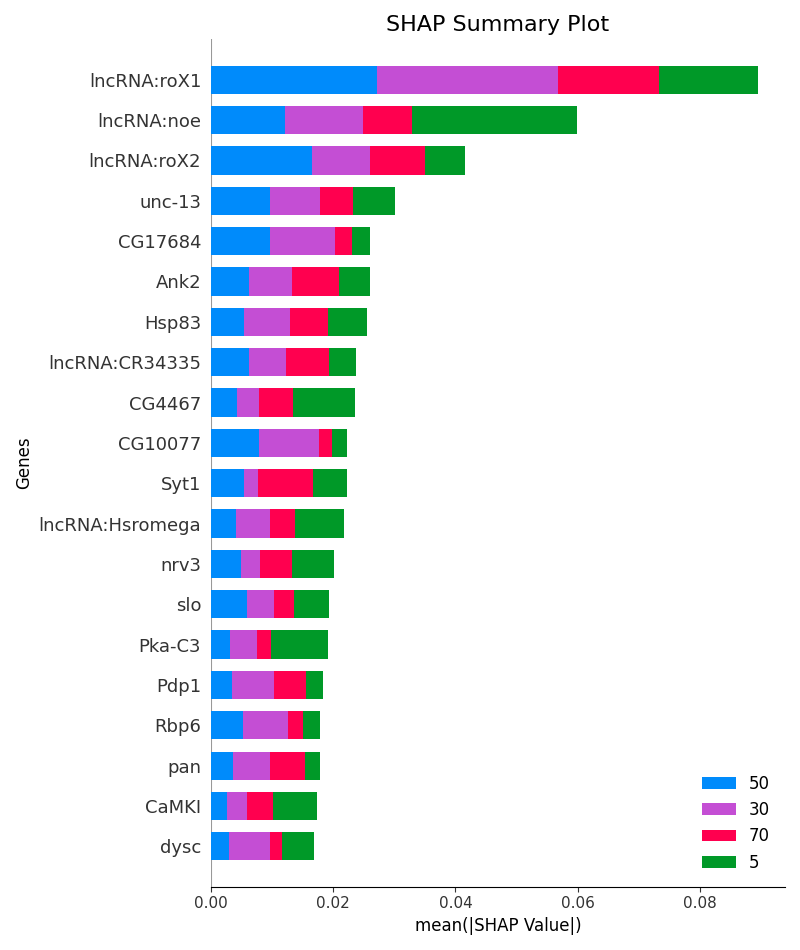 SHAP Summary Plot
Genes
lncRNA:roX1
lncRNA:noe
lncRNA:roX2
unc-13
CG17684
Ank2
Hsp83
lncRNA:CR34335
CG4467
CG10077
Syt1
lncRNA:Hsromega
nrv3
slo
Pka-C3
Pdp1
Rbp6
pan
CaMKI
dysc
50
30
70
5
0.00 0.02 0.04 0.06 0.08
mean(|SHAP Value|)